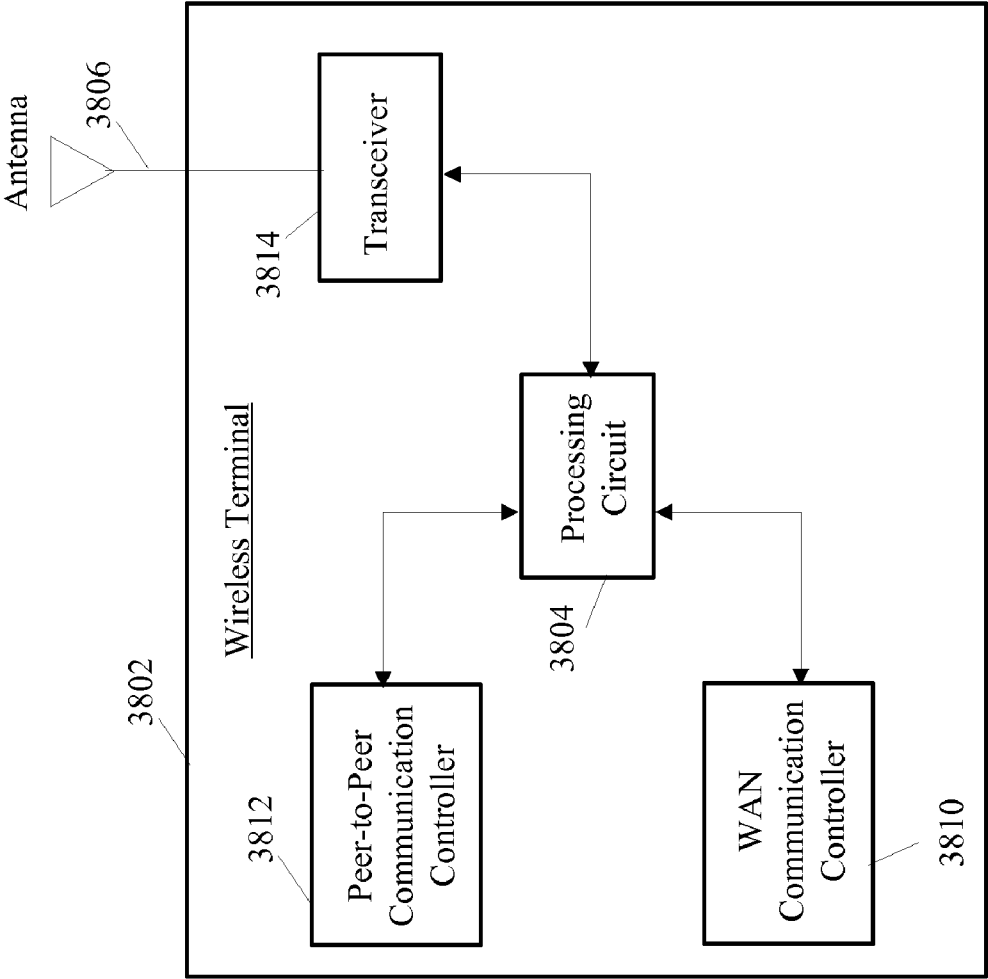 3802
Wireless Terminal
Antenna
3806
3812
Peer-to-Peer
Communication
Controller
3814
Transceiver
3804
Processing
Circuit
WAN
Communication
Controller
3810